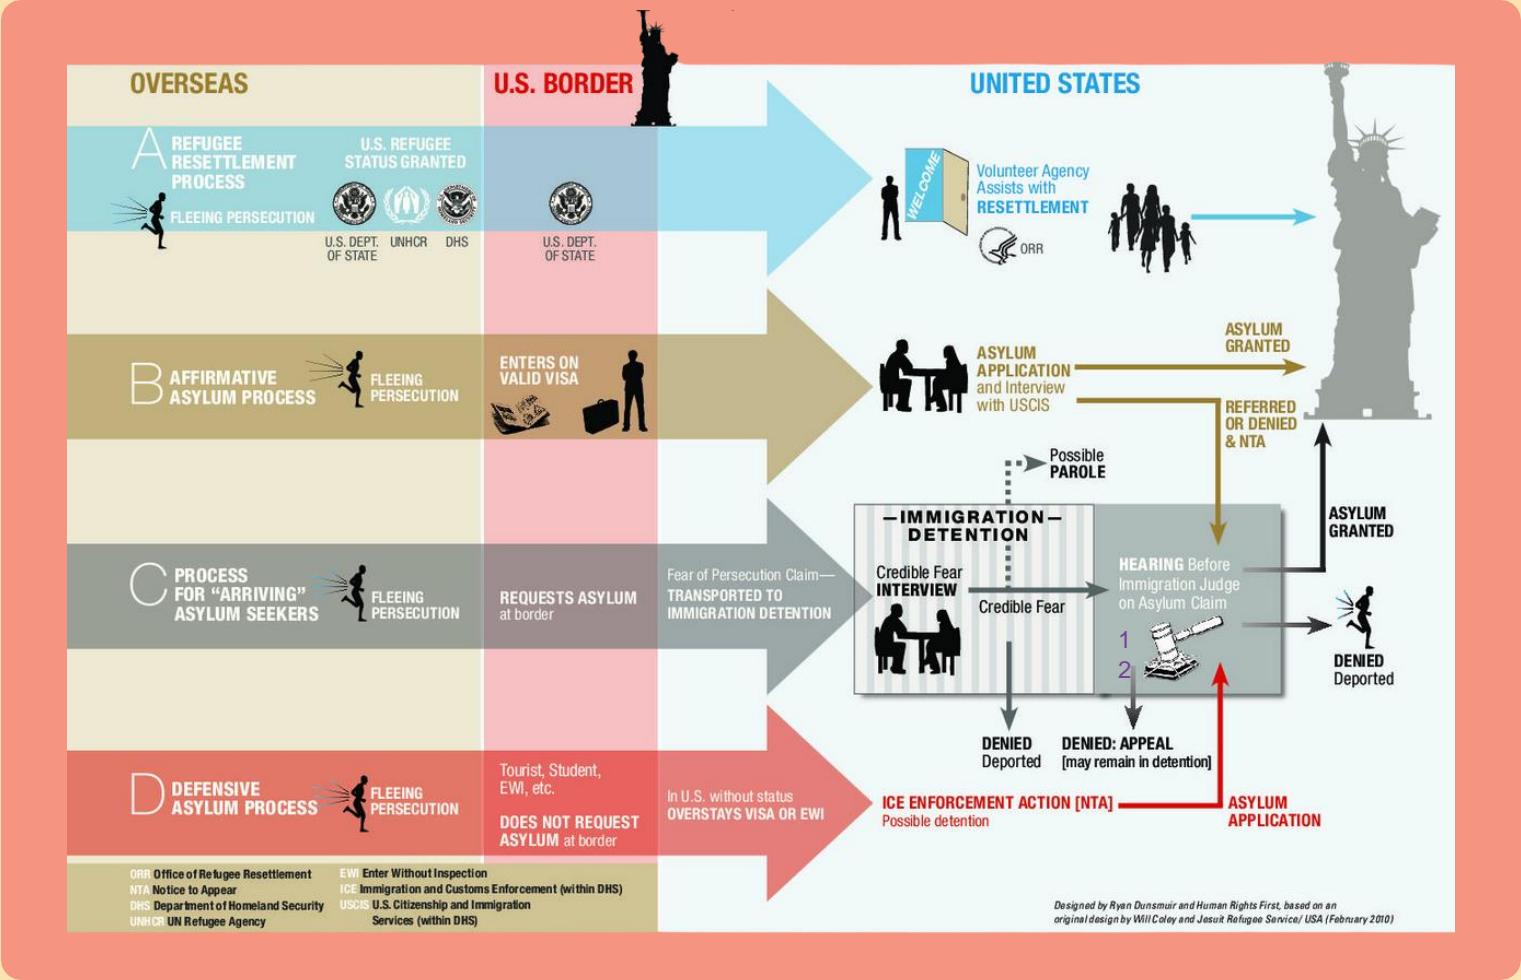 OVERSEAS
U.S. BORDER
UNITED STATES
A
REFUGEE
RESETTLEMENT
PROCESS
FLEEING PERSECUTION
U.S. REFUGEE
STATUS GRANTED
U.S. DEPT.
OF STATE
UNHCR
DHS
U.S. DEPT.
OF STATE
WELCOME
Volunteer Agency
Assists with
RESETTLEMENT
ORR
B
AFFIRMATIVE
ASYLUM PROCESS
FLEEING
PERSECUTION
ENTERS ON
VALID VISA
ASYLUM
APPLICATION
and Interview
with USCIS
ASYLUM
GRANTED
REFERRED
OR DENIED
& NTA
C
PROCESS
FOR “ARRIVING”
ASYLUM SEEKERS
FLEEING
PERSECUTION
REQUESTS ASYLUM
at border
Fear of Persecution Claim—
TRANSPORTED TO
IMMIGRATION DETENTION
Possible
PAROLE
—IMMIGRATION—
DETENTION
Credible Fear
INTERVIEW
Credible Fear
HEARING Before
Immigration Judge
on Asylum Claim
1
2
ASYLUM
GRANTED
DENIED
Deported
DENIED
Deported
DENIED: APPEAL
[may remain in detention]
D
DEFENSIVE
ASYLUM PROCESS
FLEEING
PERSECUTION
Tourist, Student,
EWI, etc.
DOES NOT REQUEST
ASYLUM at border
In U.S. without status
OVERSTAYS VISA OR EWI
ICE ENFORCEMENT ACTION [NTA]
Possible detention
ASYLUM
APPLICATION
ORR Office of Refugee Resettlement
NTA Notice to Appear
DHS Department of Homeland Security
UNHCR UN Refugee Agency
EWI Enter Without Inspection
ICE Immigration and Customs Enforcement (within DHS)
USCIS U.S. Citizenship and Immigration
Services (within DHS)
Designed by Ryan Dunsmuir and Human Rights First, based on an
original design by Will Coley and Jesuit Refugee Service/ USA (February 2010)